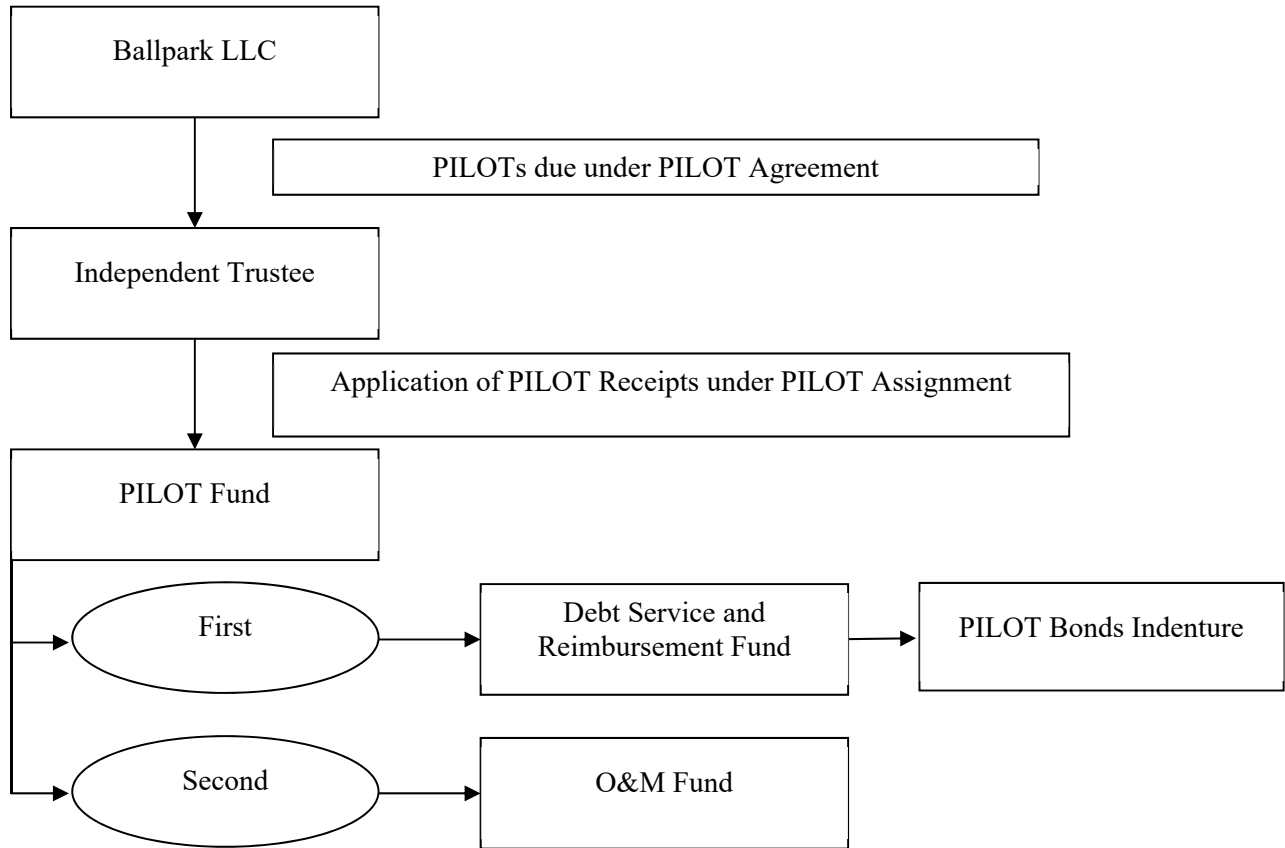 Ballpark LLC
PILOTs due under PILOT Agreement
Independent Trustee
Application of PILOT Receipts under PILOT Assignment
PILOT Fund
First
Debt Service and
Reimbursement Fund
PILOT Bonds Indenture
Second
O&M Fund